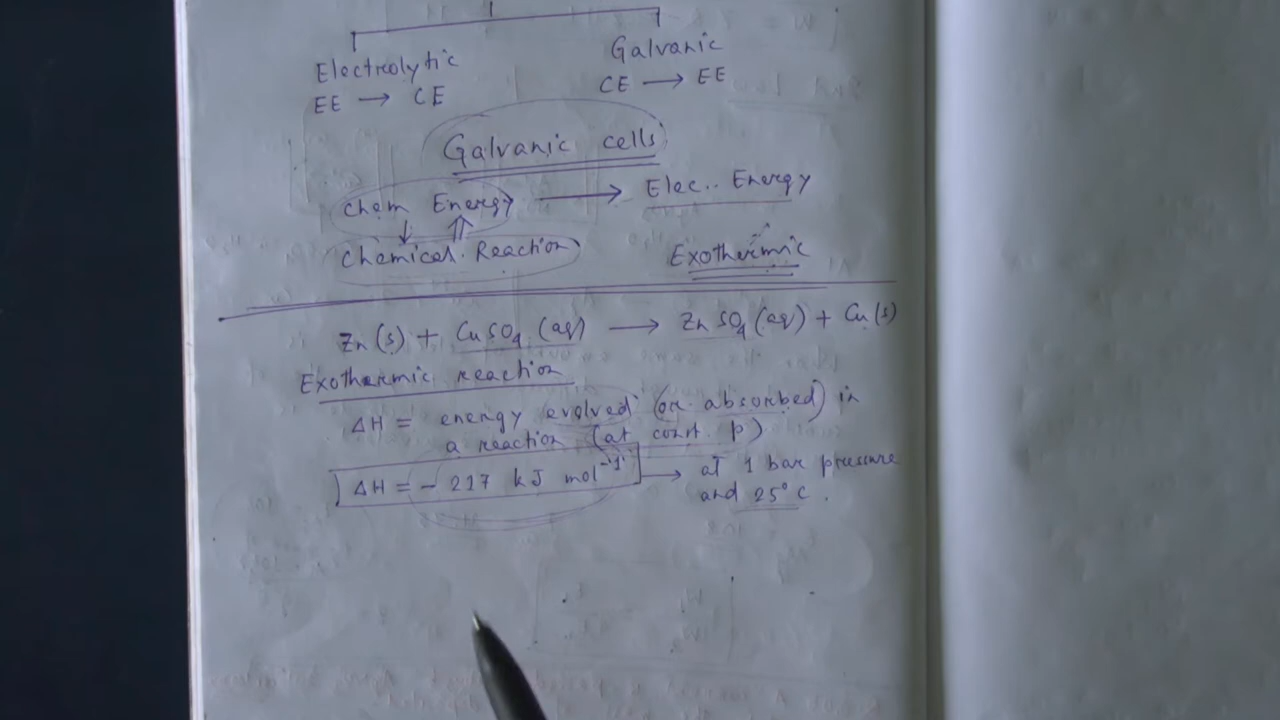 Electrolytic
EE → CE
Galvanic
CE → EE
Galvanic cells
Chem Energy → Elec.. Energy
↓ ⇑
Chemical Reaction
Exothermic
Zn(s) + CuSO4 (aq) → ZnSO4 (aq) + Cu(s)
Exothermic reaction
ΔH = energy evolved (or absorbed) in
a reaction (at const. p)
ΔH = - 217 kJ mol⁻¹ → at 1 bar pressure
and 25°C.